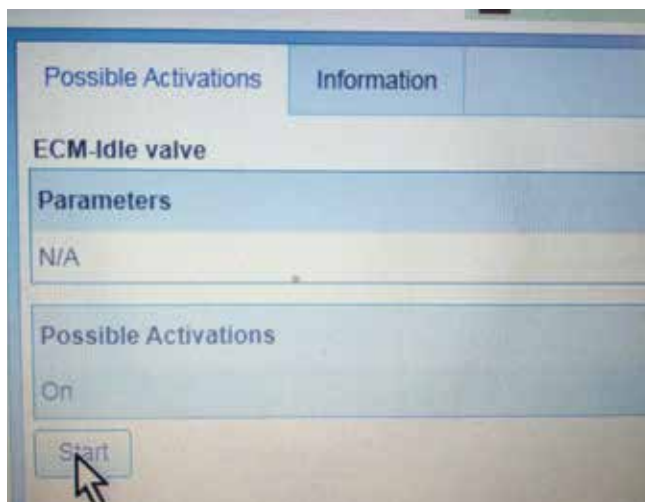 Possible Activations
Information
ECM-Idle valve
Parameters
N/A
Possible Activations
On
Start